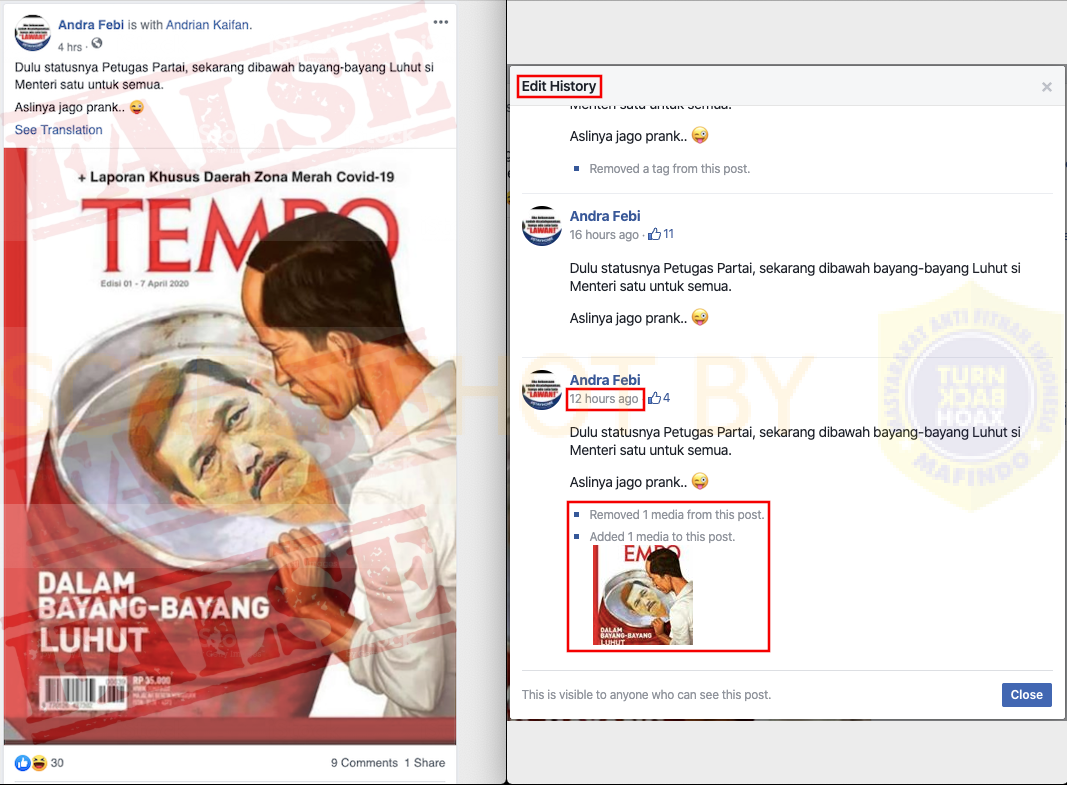 Andra Febi is with Andrian Kaifan.
4 hrs ·
Dulu statusnya Petugas Partai, sekarang dibawah bayang-bayang Luhut si
Menteri satu untuk semua.
Aslinya jago prank..
See Translation
FALSE
+ Laporan Khusus Daerah Zona Merah Covid-19
TEMPO
Edisi 01 - 7 April 2020
DALAM
BAYANG-BAYANG
LUHUT
RP 35.000
FALSE
30
9 Comments 1 Share
Edit History
Menteri satu untuk semua.
Aslinya jago prank..
Removed a tag from this post.
Andra Febi
16 hours ago · 11
Dulu statusnya Petugas Partai, sekarang dibawah bayang-bayang Luhut si
Menteri satu untuk semua.
Aslinya jago prank..
Andra Febi
12 hours ago · 4
Dulu statusnya Petugas Partai, sekarang dibawah bayang-bayang Luhut si
Menteri satu untuk semua.
Aslinya jago prank..
Removed 1 media from this post.
Added 1 media to this post.
EMPO
DALAM
BAYANG-BAYANG
LUHUT
This is visible to anyone who can see this post.
Close
MASYARAKAT ANTI FITNAH INDONESIA
TURN
BACK
HOAX
MAFINDO